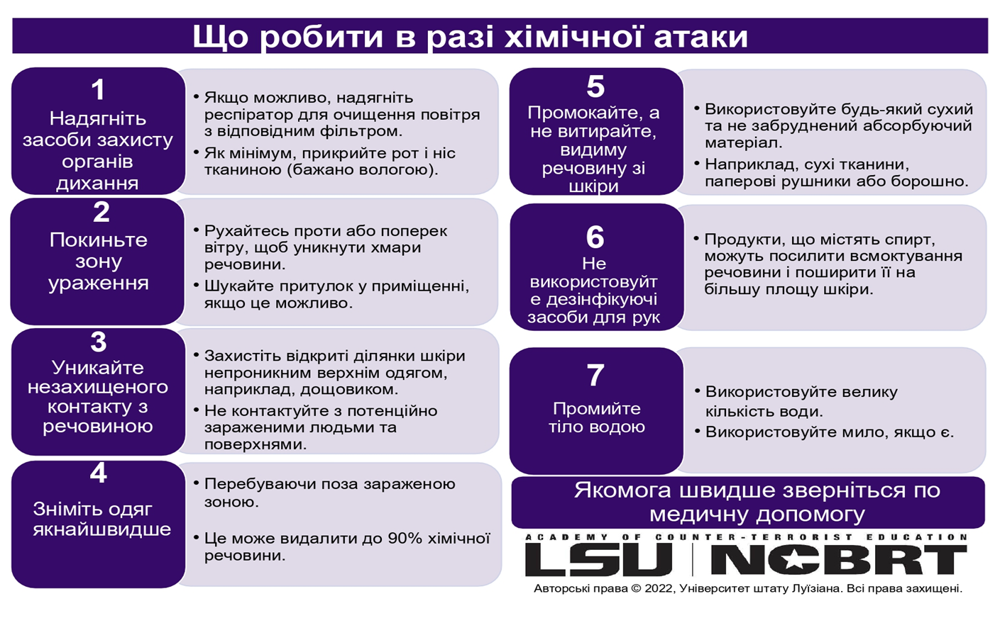 Що робити в разі хімічної атаки
1
Надягніть
засоби захисту
органів
дихання
• Якщо можливо, надягніть
респіратор для очищення повітря
з відповідним фільтром.
• Як мінімум, прикрийте рот і ніс
тканиною (бажано вологою).
2
Покиньте
зону
ураження
• Рухайтесь проти або поперек
вітру, щоб уникнути хмари
речовини.
• Шукайте притулок у приміщенні,
якщо це можливо.
3
Уникайте
незахищеного
контакту з
речовиною
• Захистіть відкриті ділянки шкіри
непроникним верхнім одягом,
наприклад, дощовиком.
• Не контактуйте з потенційно
зараженими людьми та
поверхнями.
4
Зніміть одяг
якнайшвидше
• Перебуваючи поза зараженою
зоною.
• Це може видалити до 90% хімічної
речовини.
5
Промокайте, а
не витирайте,
видиму
речовину зі
шкіри
• Використовуйте будь-який сухий
та не забруднений абсорбуючий
матеріал.
• Наприклад, сухі тканини,
паперові рушники або борошно.
6
Не
використовуйт
е дезінфікуючі
засоби для рук
• Продукти, що містять спирт,
можуть посилити всмоктування
речовини і поширити її на
більшу площу шкіри.
7
Промийте
тіло водою
• Використовуйте велику
кількість води.
• Використовуйте мило, якщо є.
Якомога швидше зверніться по
медичну допомогу
ACADEMY OF COUNTER-TERRORIST EDUCATION
LSU | NCBRT
Авторські права © 2022, Університет штату Луїзіана. Всі права захищені.